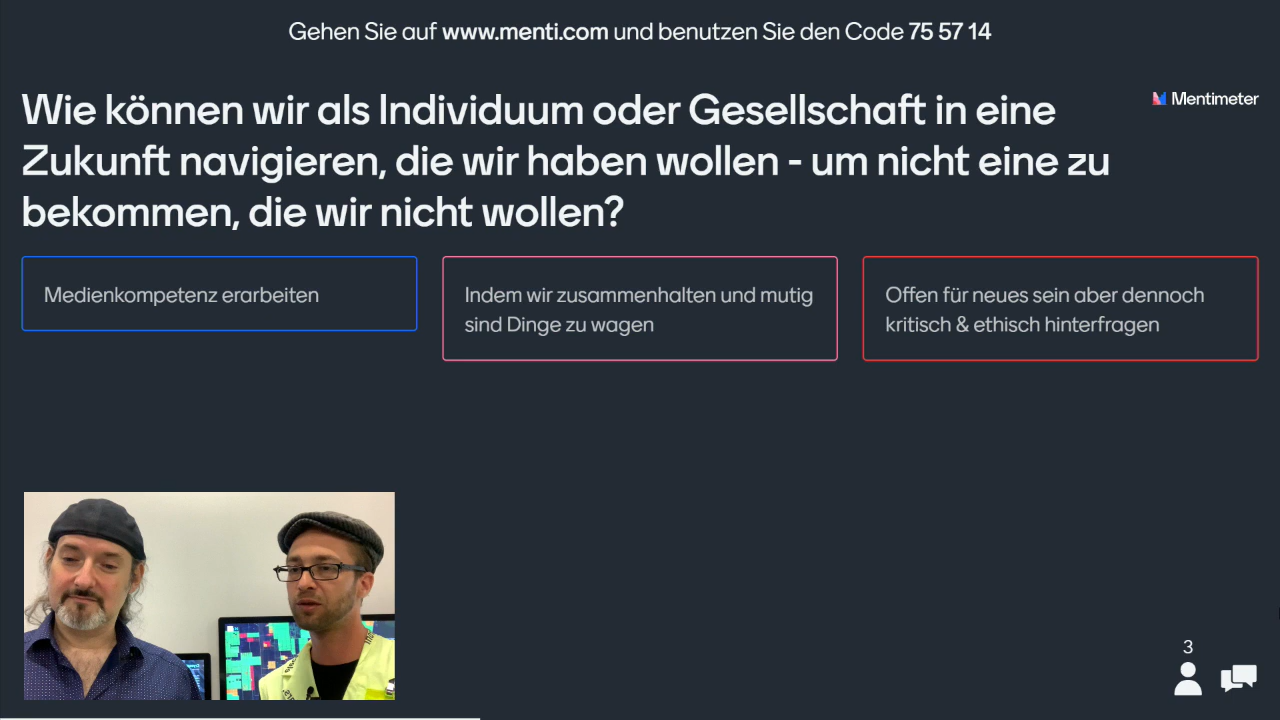 Gehen Sie auf www.menti.com und benutzen Sie den Code 75 57 14
Wie können wir als Individuum oder Gesellschaft in eine
Zukunft navigieren, die wir haben wollen - um nicht eine zu
bekommen, die wir nicht wollen?
Mentimeter
Medienkompetenz erarbeiten
Indem wir zusammenhalten und mutig
sind Dinge zu wagen
Offen für neues sein aber dennoch
kritisch & ethisch hinterfragen
3